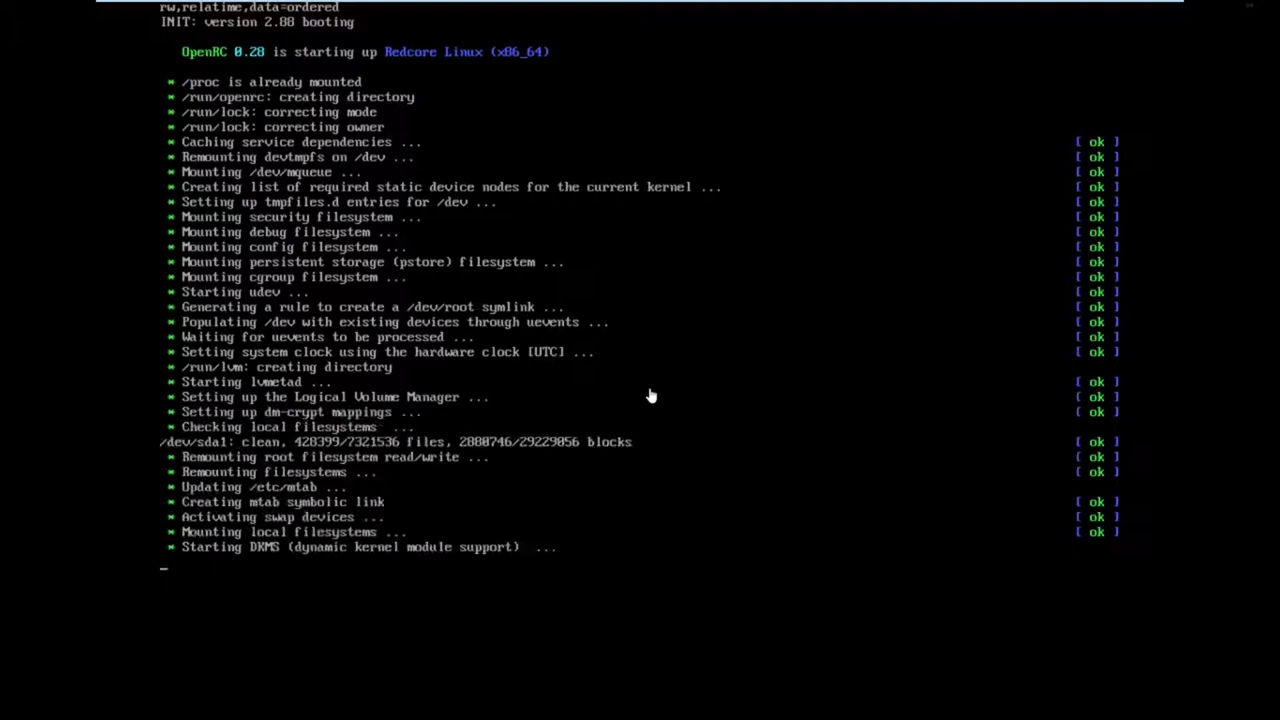 rw,relatime,data=ordered
INIT: version 2.88 booting
OpenRC 0.28 is starting up Redcore Linux (x86_64)
* /proc is already mounted
* /run/openrc: creating directory
* /run/lock: correcting mode
* /run/lock: correcting owner
* Caching service dependencies ... [ ok ]
* Remounting devtmpfs on /dev ... [ ok ]
* Mounting /dev/mqueue ... [ ok ]
* Creating list of required static device nodes for the current kernel ... [ ok ]
* Setting up tmpfiles.d entries for /dev ... [ ok ]
* Mounting security filesystem ... [ ok ]
* Mounting debug filesystem ... [ ok ]
* Mounting config filesystem ... [ ok ]
* Mounting persistent storage (pstore) filesystem ... [ ok ]
* Mounting cgroup filesystem ... [ ok ]
* Starting udev ... [ ok ]
* Generating a rule to create a /dev/root symlink ... [ ok ]
* Populating /dev with existing devices through uevents ... [ ok ]
* Waiting for uevents to be processed ... [ ok ]
* Setting system clock using the hardware clock [UTC] ... [ ok ]
* /run/lvm: creating directory
* Starting lvmetad ... [ ok ]
* Setting up the Logical Volume Manager ... [ ok ]
* Setting up dm-crypt mappings ... [ ok ]
* Checking local filesystems ...
/dev/sda1: clean, 428399/7321536 files, 2880746/29229056 blocks [ ok ]
* Remounting root filesystem read/write ... [ ok ]
* Remounting filesystems ... [ ok ]
* Updating /etc/mtab ...
* Creating mtab symbolic link [ ok ]
* Activating swap devices ... [ ok ]
* Mounting local filesystems ... [ ok ]
* Starting DKMS (dynamic kernel module support) ...
_